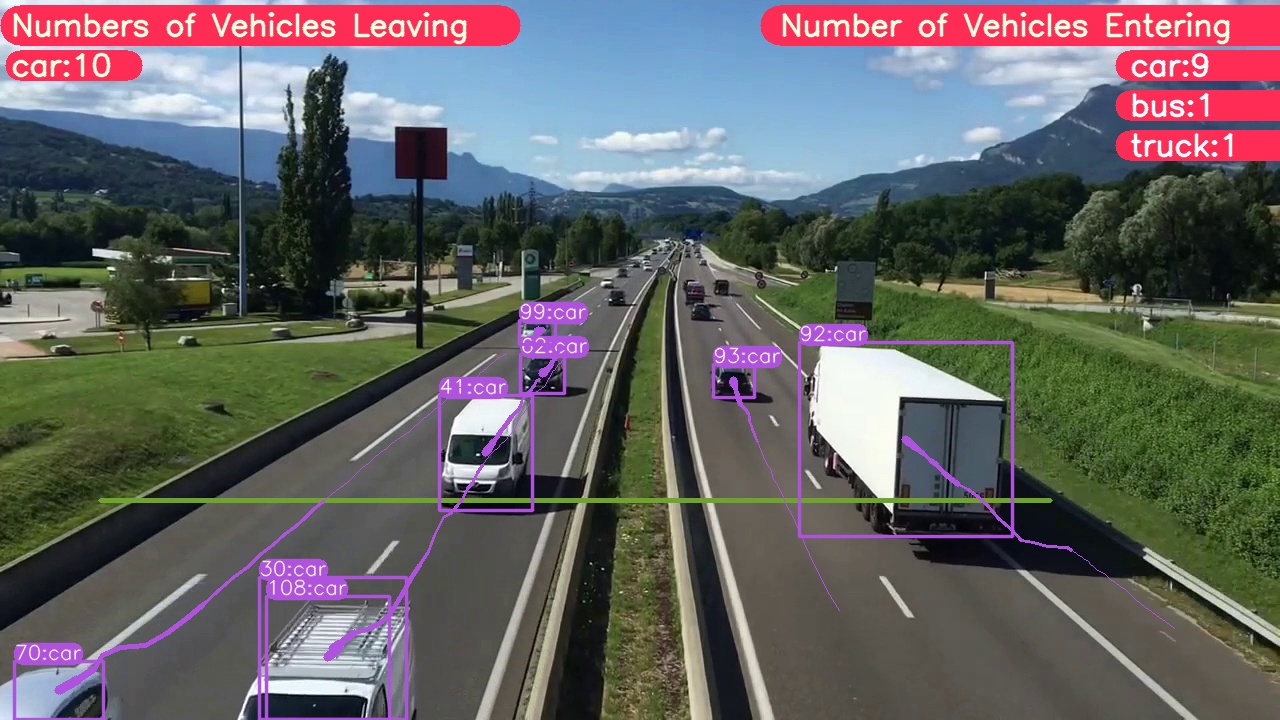 Numbers of Vehicles Leaving
car:10
Number of Vehicles Entering
car:9
bus:1
truck:1
99:car
62:car
93:car
92:car
41:car
30:car
108:car
70:car